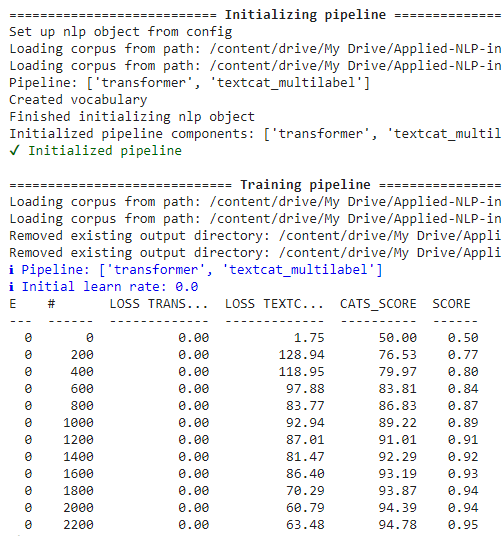 =========================== Initializing pipeline ==============
Set up nlp object from config
Loading corpus from path: /content/drive/My Drive/Applied-NLP-in
Loading corpus from path: /content/drive/My Drive/Applied-NLP-in
Pipeline: ['transformer', 'textcat_multilabel']
Created vocabulary
Finished initializing nlp object
Initialized pipeline components: ['transformer', 'textcat_multil
✔ Initialized pipeline
============================= Training pipeline ================
Loading corpus from path: /content/drive/My Drive/Applied-NLP-in
Loading corpus from path: /content/drive/My Drive/Applied-NLP-in
Removed existing output directory: /content/drive/My Drive/Appli
Removed existing output directory: /content/drive/My Drive/Appli
ℹ Pipeline: ['transformer', 'textcat_multilabel']
ℹ Initial learn rate: 0.0
E # LOSS TRANS... LOSS TEXTC... CATS_SCORE SCORE
--- ------ ------------- ------------- ---------- ------
0 0 0.00 1.75 50.00 0.50
0 200 0.00 128.94 76.53 0.77
0 400 0.00 118.95 79.97 0.80
0 600 0.00 97.88 83.81 0.84
0 800 0.00 83.77 86.83 0.87
0 1000 0.00 92.94 89.22 0.89
0 1200 0.00 87.01 91.01 0.91
0 1400 0.00 81.47 92.29 0.92
0 1600 0.00 86.40 93.19 0.93
0 1800 0.00 70.29 93.87 0.94
0 2000 0.00 60.79 94.39 0.94
0 2200 0.00 63.48 94.78 0.95